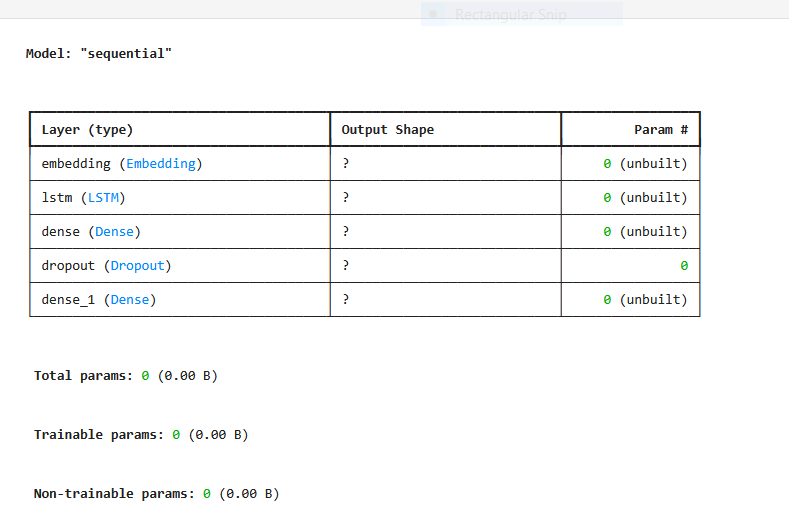 Rectangular Snip
Model: "sequential"
Layer (type) Output Shape Param #
embedding (Embedding) ? 0 (unbuilt)
lstm (LSTM) ? 0 (unbuilt)
dense (Dense) ? 0 (unbuilt)
dropout (Dropout) ? 0
dense_1 (Dense) ? 0 (unbuilt)
Total params: 0 (0.00 B)
Trainable params: 0 (0.00 B)
Non-trainable params: 0 (0.00 B)